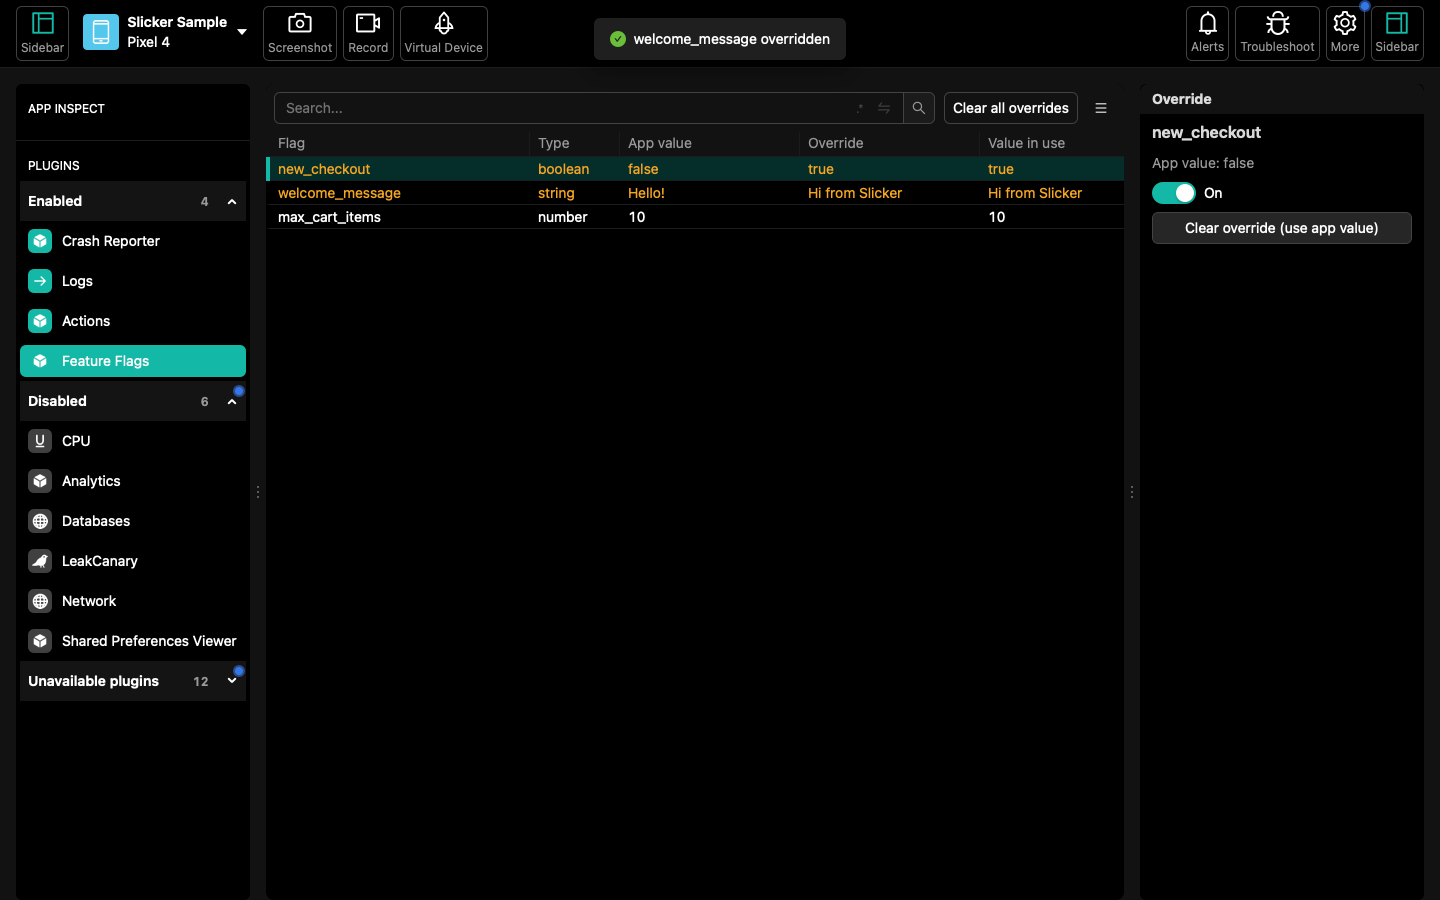 Sidebar
Slicker Sample
Pixel 4
Screenshot
Record
Virtual Device
welcome_message overridden
Alerts
Troubleshoot
More
Sidebar
APP INSPECT
PLUGINS
Enabled 4
Crash Reporter
Logs
Actions
Feature Flags
Disabled 6
CPU
Analytics
Databases
LeakCanary
Network
Shared Preferences Viewer
Unavailable plugins 12
Search...
.*
Clear all overrides
Flag Type App value Override Value in use
new_checkout boolean false true true
welcome_message string Hello! Hi from Slicker Hi from Slicker
max_cart_items number 10 10
Override
new_checkout
App value: false
On
Clear override (use app value)